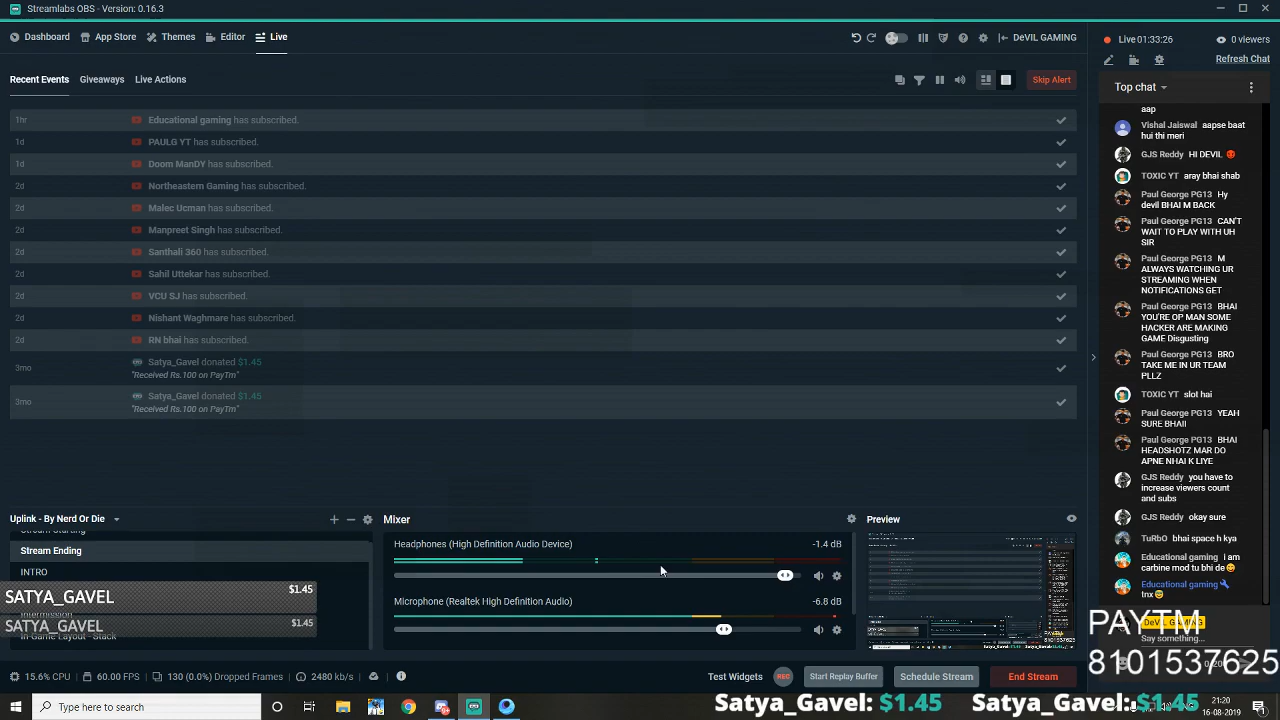 Streamlabs OBS - Version: 0.16.3
Dashboard
App Store
Themes
Editor
Live
DeVIL GAMING
Live 01:33:26
0 viewers
Refresh Chat
Recent Events
Giveaways
Live Actions
Skip Alert
1hr Educational gaming has subscribed.
1d PAULG YT has subscribed.
1d Doom ManDY has subscribed.
2d Northeastern Gaming has subscribed.
2d Malec Ucman has subscribed.
2d Manpreet Singh has subscribed.
2d Santhali 360 has subscribed.
2d Sahil Uttekar has subscribed.
2d VCU SJ has subscribed.
2d Nishant Waghmare has subscribed.
2d RN bhai has subscribed.
3mo Satya_Gavel donated $1.45
"Received Rs.100 on PayTm"
3mo Satya_Gavel donated $1.45
"Received Rs.100 on PayTm"
Top chat
aap
Vishal Jaiswal aapse baat
hui thi meri
GJS Reddy HI DEVIL
TOXIC YT aray bhai shab
Paul George PG13 Hy
devil BHAI M BACK
Paul George PG13 CAN'T
WAIT TO PLAY WITH UH
SIR
Paul George PG13 M
ALWAYS WATCHING UR
STREAMING WHEN
NOTIFICATIONS GET
Paul George PG13 BHAI
YOU'RE OP MAN SOME
HACKER ARE MAKING
GAME Disgusting
Paul George PG13 BRO
TAKE ME IN UR TEAM
PLLZ
TOXIC YT slot hai
Paul George PG13 YEAH
SURE BHAII
Paul George PG13 BHAI
HEADSHOTZ MAR DO
APNE NHAI K LIYE
GJS Reddy you have to
increase viewers count
and subs
GJS Reddy okay sure
TuRbO bhai space h kya
Educational gaming I am
carbine mod tu bhi de
Educational gaming
tnx
DeVIL GAMING
Say something...
PAYTM
8101537625
Uplink - By Nerd Or Die
Stream Starting
Stream Ending
INTRO
SATYA_GAVEL $1.45
Intermission
SATYA_GAVEL $1.45
Mixer
Headphones (High Definition Audio Device) -1.4 dB
Microphone (Realtek High Definition Audio) -6.8 dB
Preview
15.6% CPU
60.00 FPS
130 (0.0%) Dropped Frames
2480 kb/s
Test Widgets
REC
Start Replay Buffer
Schedule Stream
End Stream
Type here to search
Satya_Gavel: $1.45 Satya_Gavel: $1.45
21:20
16-08-2019